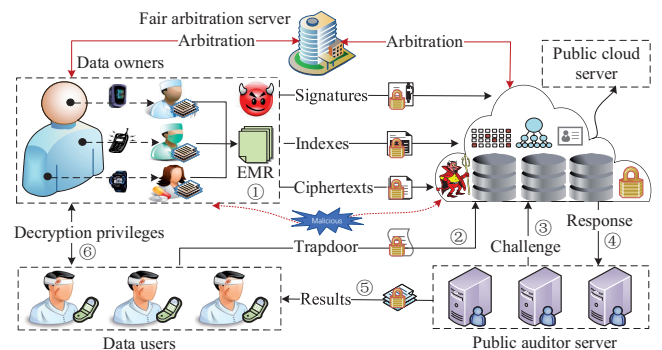 Fair arbitration server
Arbitration
Arbitration
Data owners
Public cloud
server
Signatures
Indexes
EMR
①
Ciphertexts
Malicious
Decryption privileges
⑥
Trapdoor
②
③
Challenge
Response
④
Results
⑤
Data users
Public auditor server